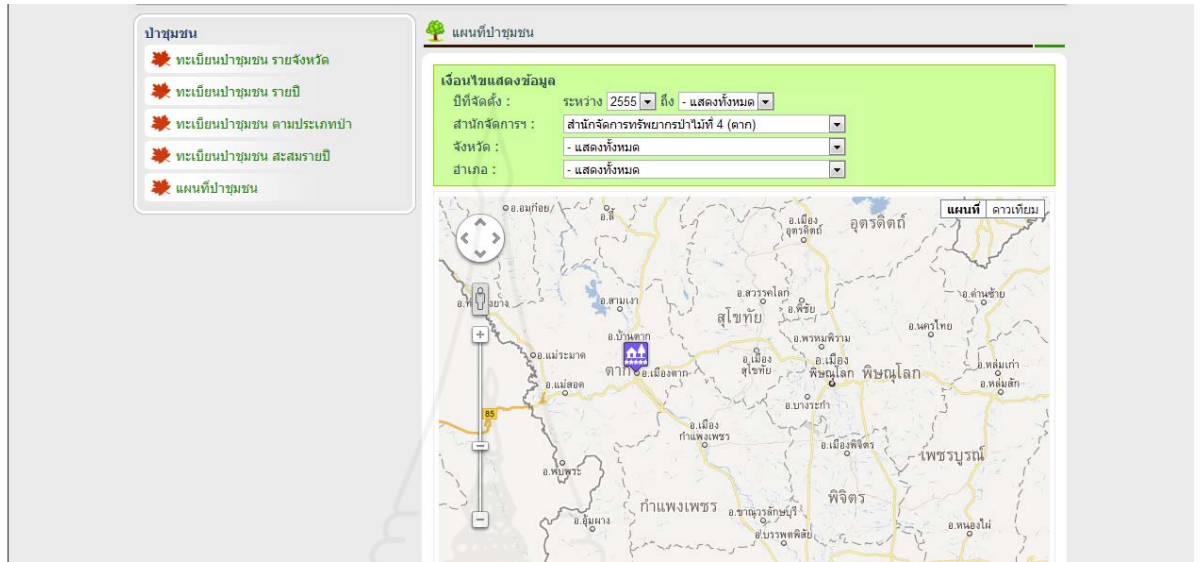 ป่าชุมชน
ทะเบียนป่าชุมชน รายจังหวัด
ทะเบียนป่าชุมชน รายปี
ทะเบียนป่าชุมชน ตามประเภทป่า
ทะเบียนป่าชุมชน สะสมรายปี
แผนที่ป่าชุมชน
แผนที่ป่าชุมชน
เงื่อนไขแสดงข้อมูล
ปีที่จัดตั้ง : ระหว่าง 2555 ถึง - แสดงทั้งหมด
สำนักจัดการฯ : สำนักจัดการทรัพยากรป่าไม้ที่ 4 (ตาก)
จังหวัด : - แสดงทั้งหมด
อำเภอ : - แสดงทั้งหมด
แผนที่ ดาวเทียม
อ.อมก๋อย/
อ.ลี้
อ.เมือง
อุตรดิตถ์
อุตรดิตถ์
อ.สามเงา
อ.สวรรคโลก
อ.พิชัย
อ.ด่านซ้าย
สุโขทัย
อ.นครไทย
อ.บ้านตาก
อ.พรหมพิราม
อ.แม่ระมาด
ตาก
อ.เมืองตาก
อ.เมือง
สุโขทัย
อ.เมือง
พิษณุโลก
พิษณุโลก
อ.หล่มเก่า
อ.หล่มสัก
อ.แม่สอด
85
อ.บางระกำ
อ.เมือง
กำแพงเพชร
อ.เมืองพิจิตร
เพชรบูรณ์
อ.พบพระ
พิจิตร
กำแพงเพชร
อ.ขาณุวรลักษบุรี
อ.อุ้มผาง
อ.บรรพตพิสัย
อ.หนองไผ่